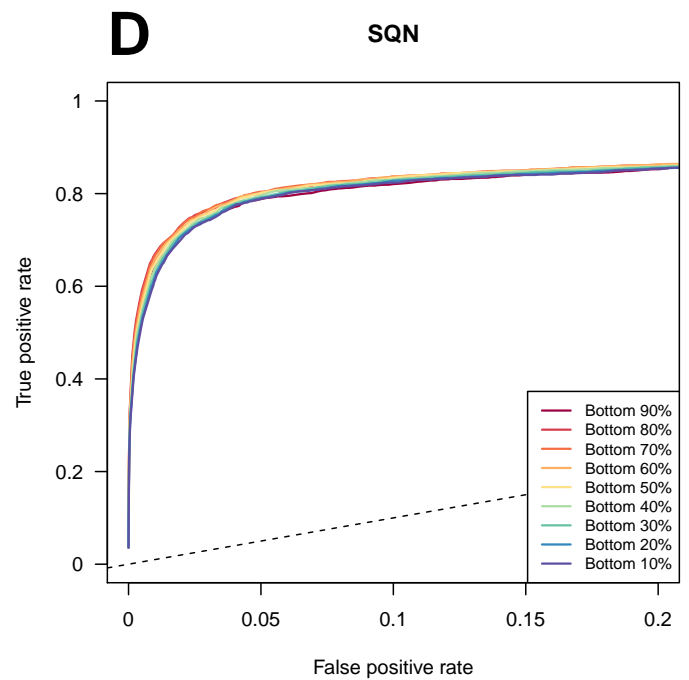 D
SQN
1
0.8
0.6
0.4
0.2
0
True positive rate
Bottom 90%
Bottom 80%
Bottom 70%
Bottom 60%
Bottom 50%
Bottom 40%
Bottom 30%
Bottom 20%
Bottom 10%
0 0.05 0.1 0.15 0.2
False positive rate